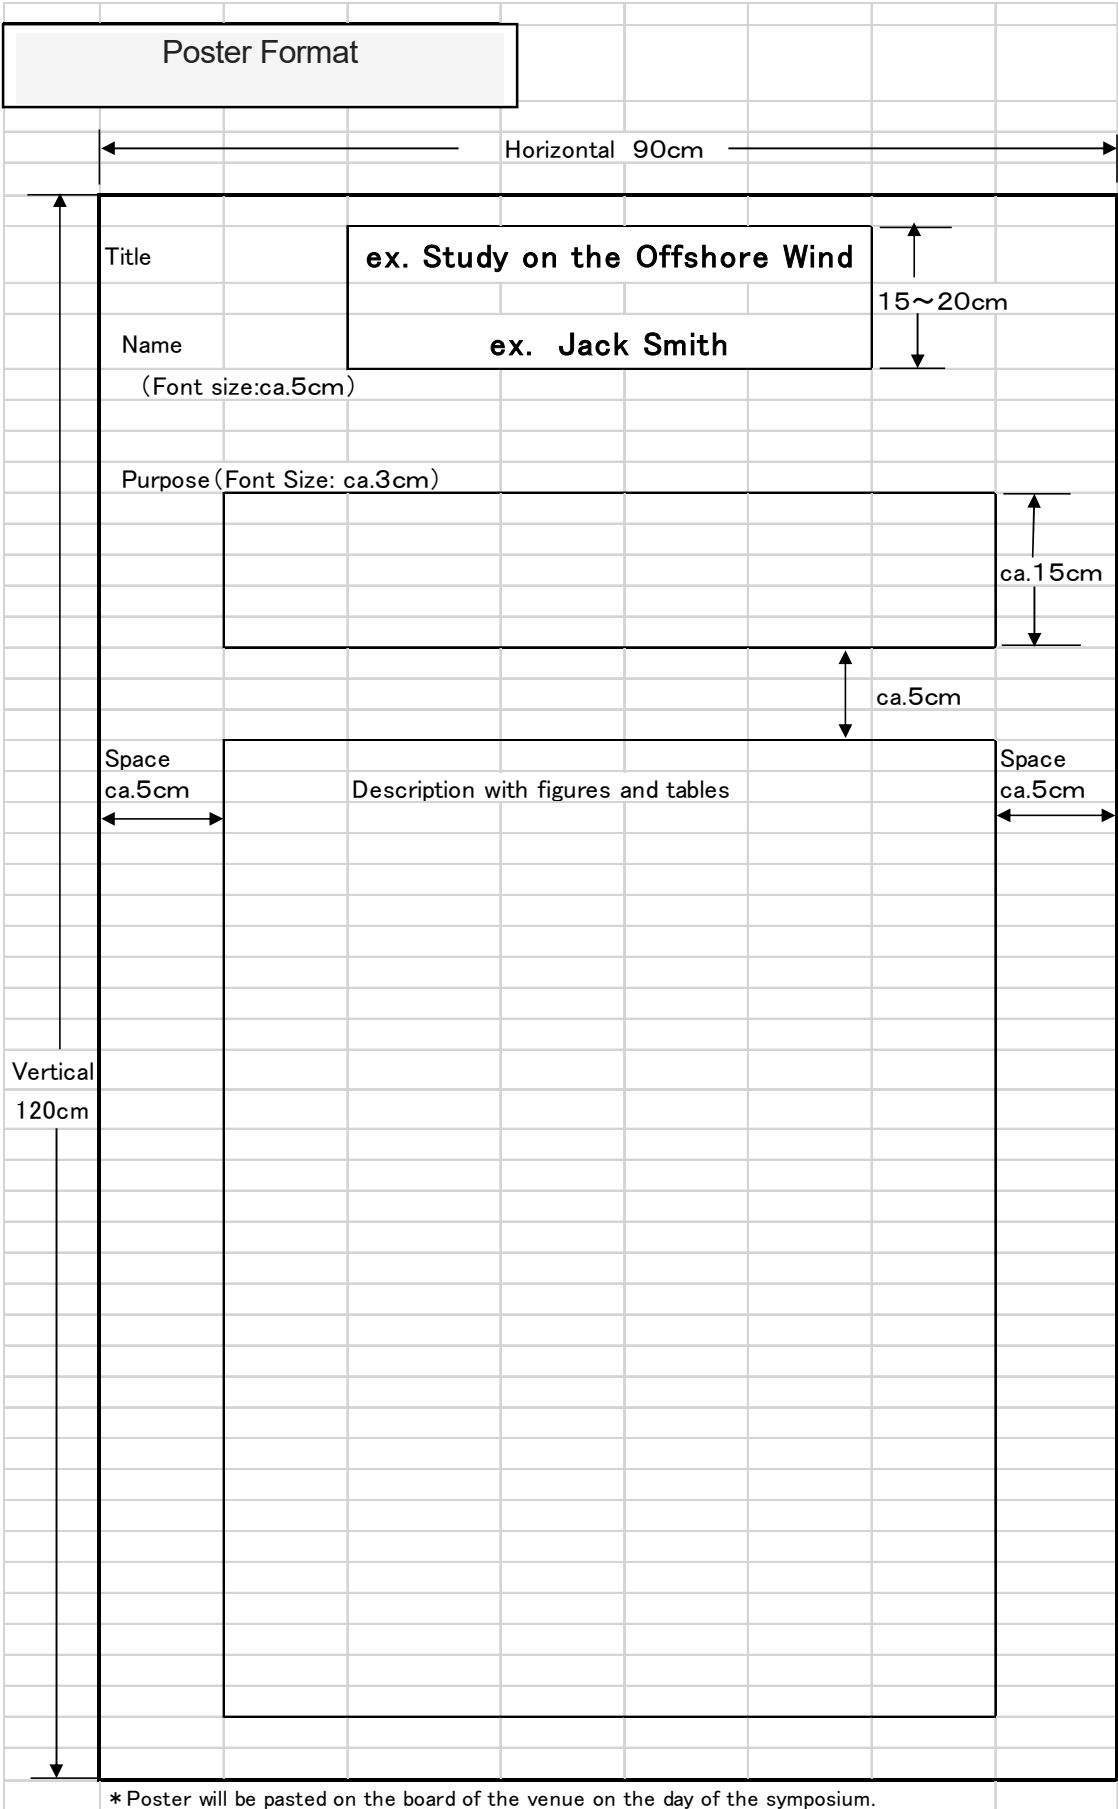 Poster Format
Horizontal 90cm
Title
ex. Study on the Offshore Wind
15～20cm
Name
ex. Jack Smith
（Font size:ca.5cm）
Purpose（Font Size: ca.3cm）
ca.15cm
ca.5cm
Space
ca.5cm
Description with figures and tables
Space
ca.5cm
Vertical
120cm
＊Poster will be pasted on the board of the venue on the day of the symposium.